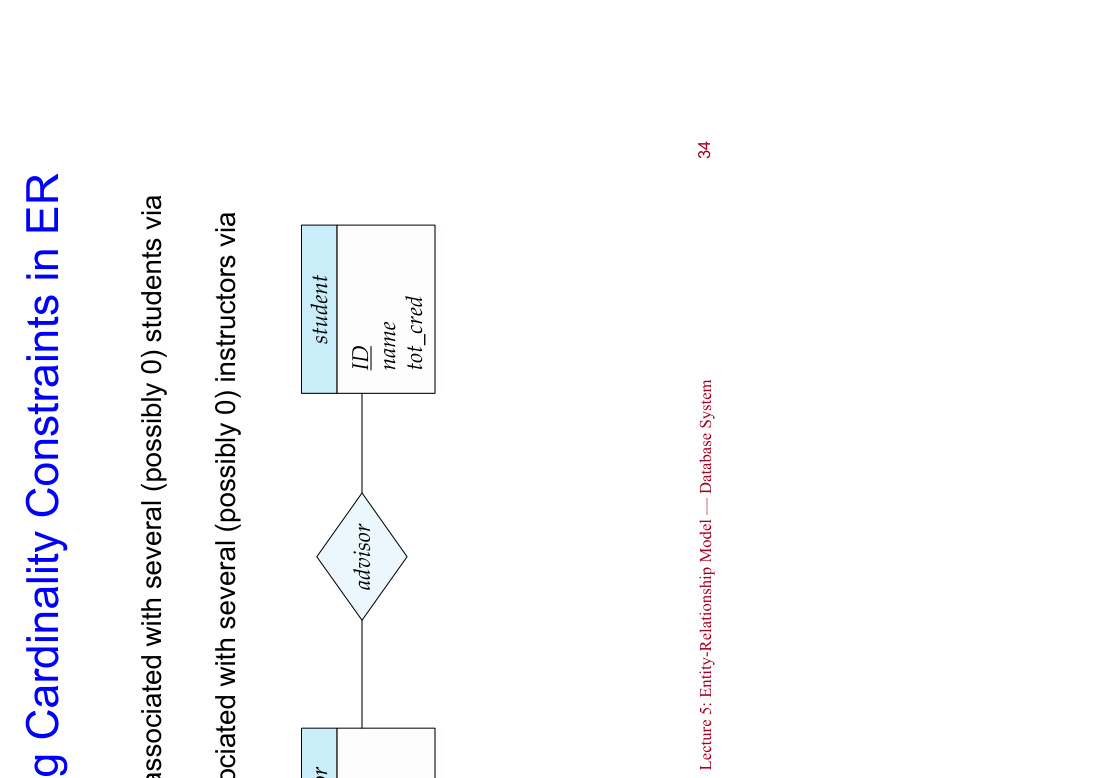 g Cardinality Constraints in ER
associated with several (possibly 0) students via
ociated with several (possibly 0) instructors via
or
advisor
student
ID
name
tot_cred
Lecture 5: Entity-Relationship Model — Database System
34